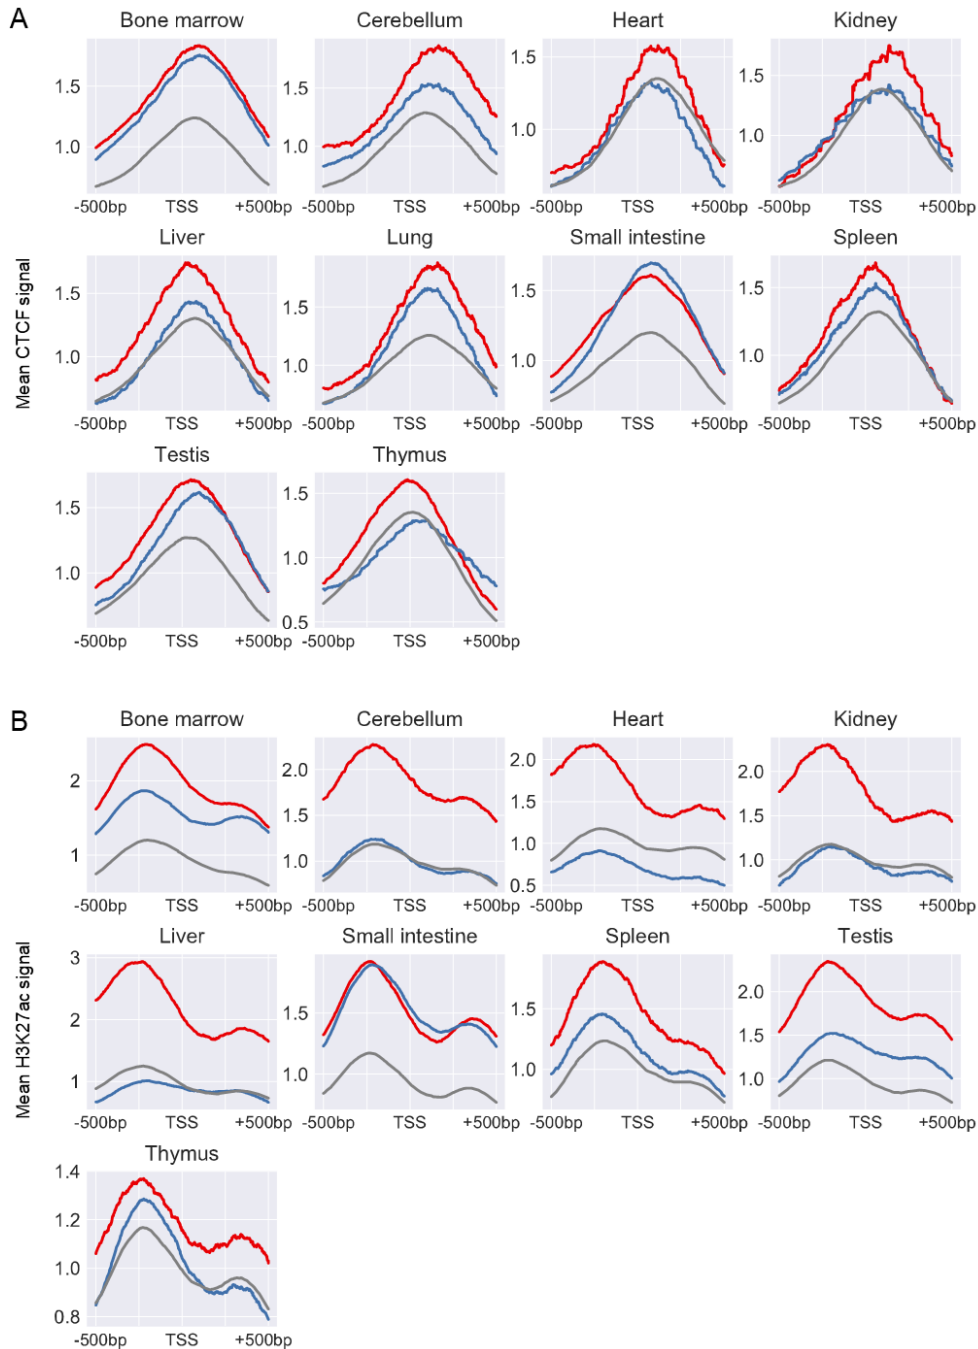 A
Bone marrow Cerebellum Heart Kidney
1.5 1.5 1.5 1.5
1.0 1.0 1.0 1.0
-500bp TSS +500bp -500bp TSS +500bp -500bp TSS +500bp -500bp TSS +500bp
Mean CTCF signal
Liver Lung Small intestine Spleen
1.5 1.5 1.5 1.5
1.0 1.0 1.0 1.0
-500bp TSS +500bp -500bp TSS +500bp -500bp TSS +500bp -500bp TSS +500bp
Testis Thymus
1.5 1.5
1.0 1.0
0.5
-500bp TSS +500bp -500bp TSS +500bp
B
Bone marrow Cerebellum Heart Kidney
2 2.0 2.0 2.0
1.5 1.5 1.5
1 1.0 1.0 1.0
0.5
-500bp TSS +500bp -500bp TSS +500bp -500bp TSS +500bp -500bp TSS +500bp
Mean H3K27ac signal
Liver Small intestine Spleen Testis
3 1.5 1.5 2.0
2 1.0 1.0 1.5
1 1.0
-500bp TSS +500bp -500bp TSS +500bp -500bp TSS +500bp -500bp TSS +500bp
Thymus
1.4
1.2
1.0
0.8
-500bp TSS +500bp